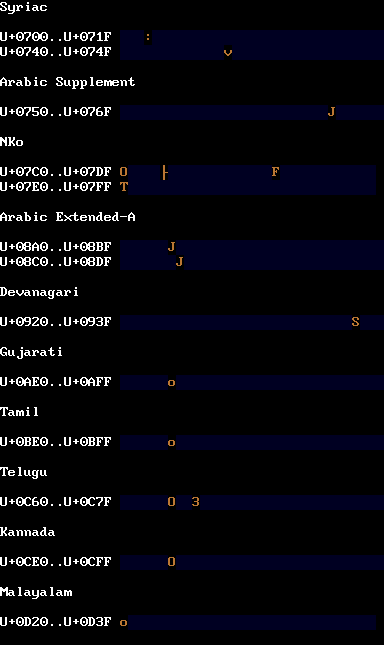 Syriac
U+0700..U+071F :
U+0740..U+074F v
Arabic Supplement
U+0750..U+076F J
NKo
U+07C0..U+07DF O ├ F
U+07E0..U+07FF T
Arabic Extended-A
U+08A0..U+08BF J
U+08C0..U+08DF J
Devanagari
U+0920..U+093F S
Gujarati
U+0AE0..U+0AFF o
Tamil
U+0BE0..U+0BFF o
Telugu
U+0C60..U+0C7F O 3
Kannada
U+0CE0..U+0CFF O
Malayalam
U+0D20..U+0D3F o